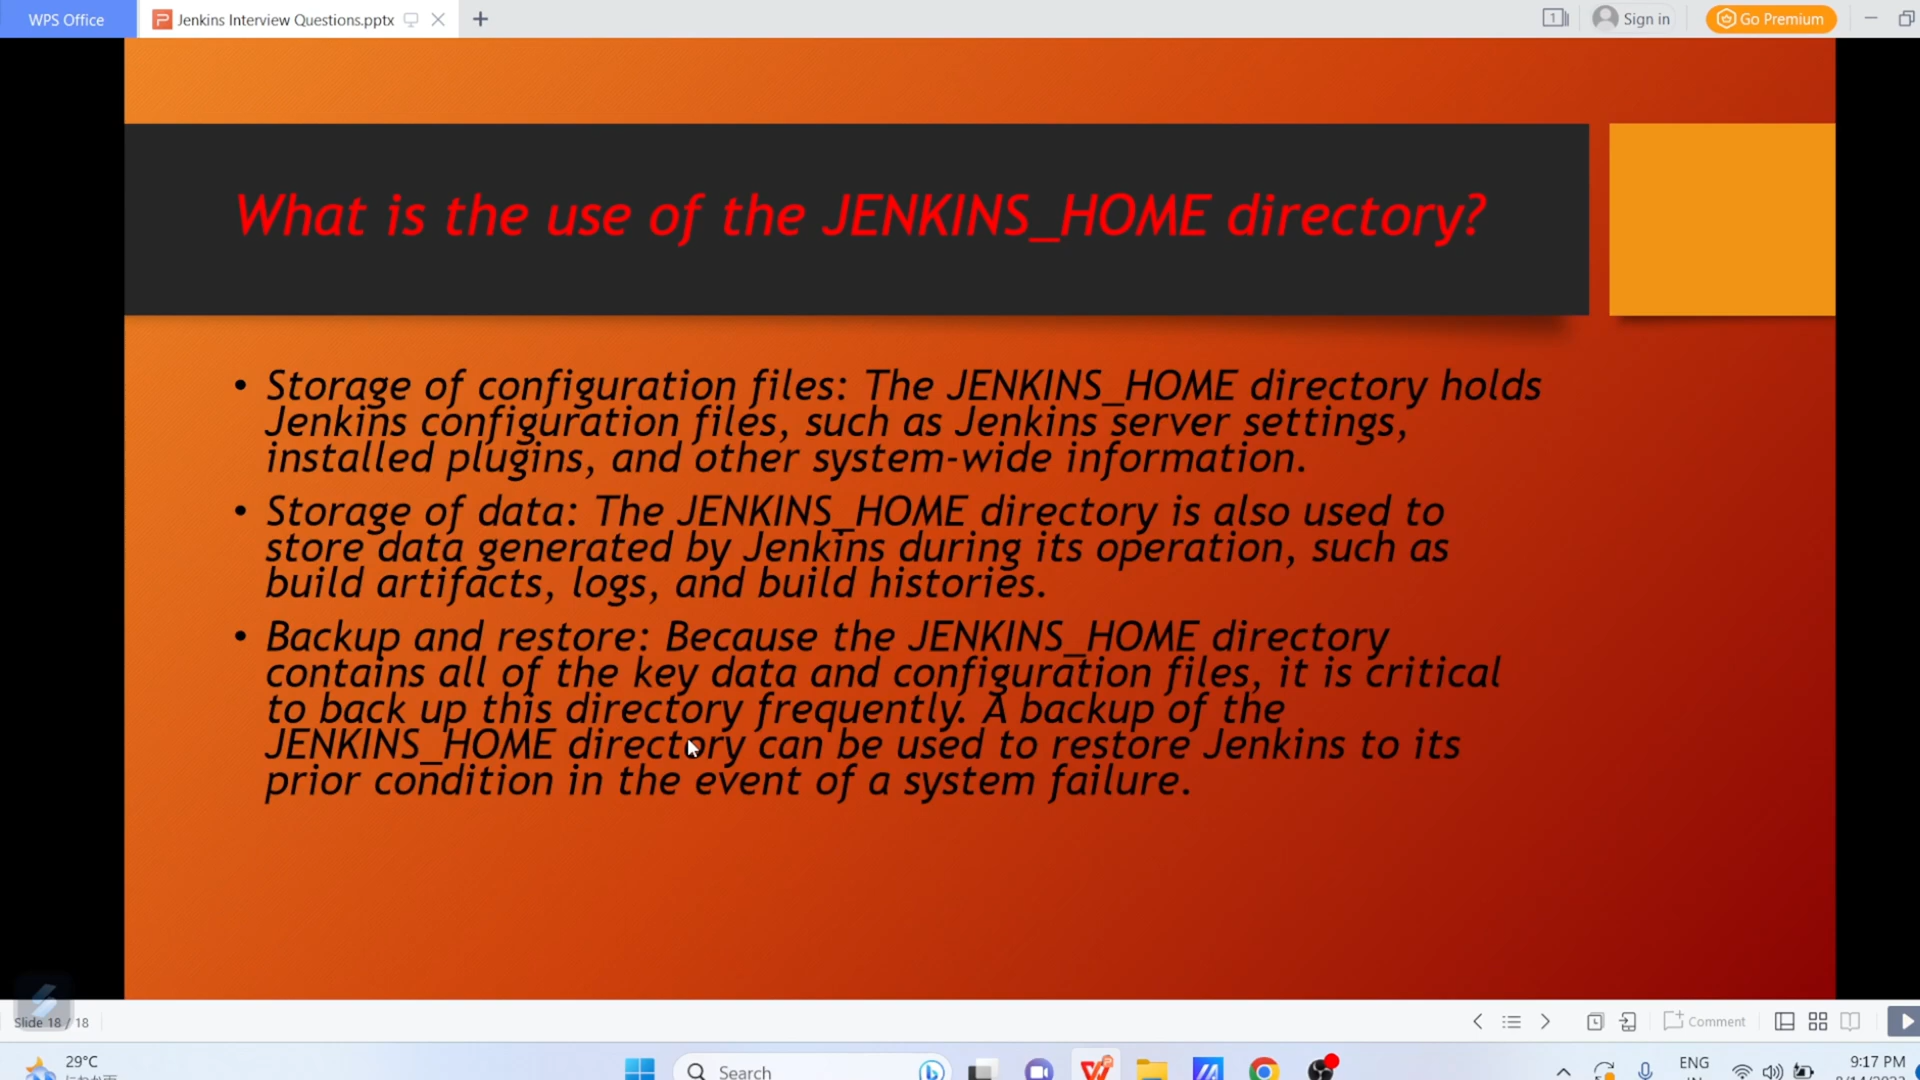 WPS Office
Jenkins Interview Questions.pptx
1
Sign in
Go Premium
What is the use of the JENKINS_HOME directory?
• Storage of configuration files: The JENKINS_HOME directory holds
Jenkins configuration files, such as Jenkins server settings,
installed plugins, and other system-wide information.
• Storage of data: The JENKINS_HOME directory is also used to
store data generated by Jenkins during its operation, such as
build artifacts, logs, and build histories.
• Backup and restore: Because the JENKINS_HOME directory
contains all of the key data and configuration files, it is critical
to back up this directory frequently. A backup of the
JENKINS_HOME directory can be used to restore Jenkins to its
prior condition in the event of a system failure.
Slide 18 / 18
Comment
29°C
Search
ENG
9:17 PM